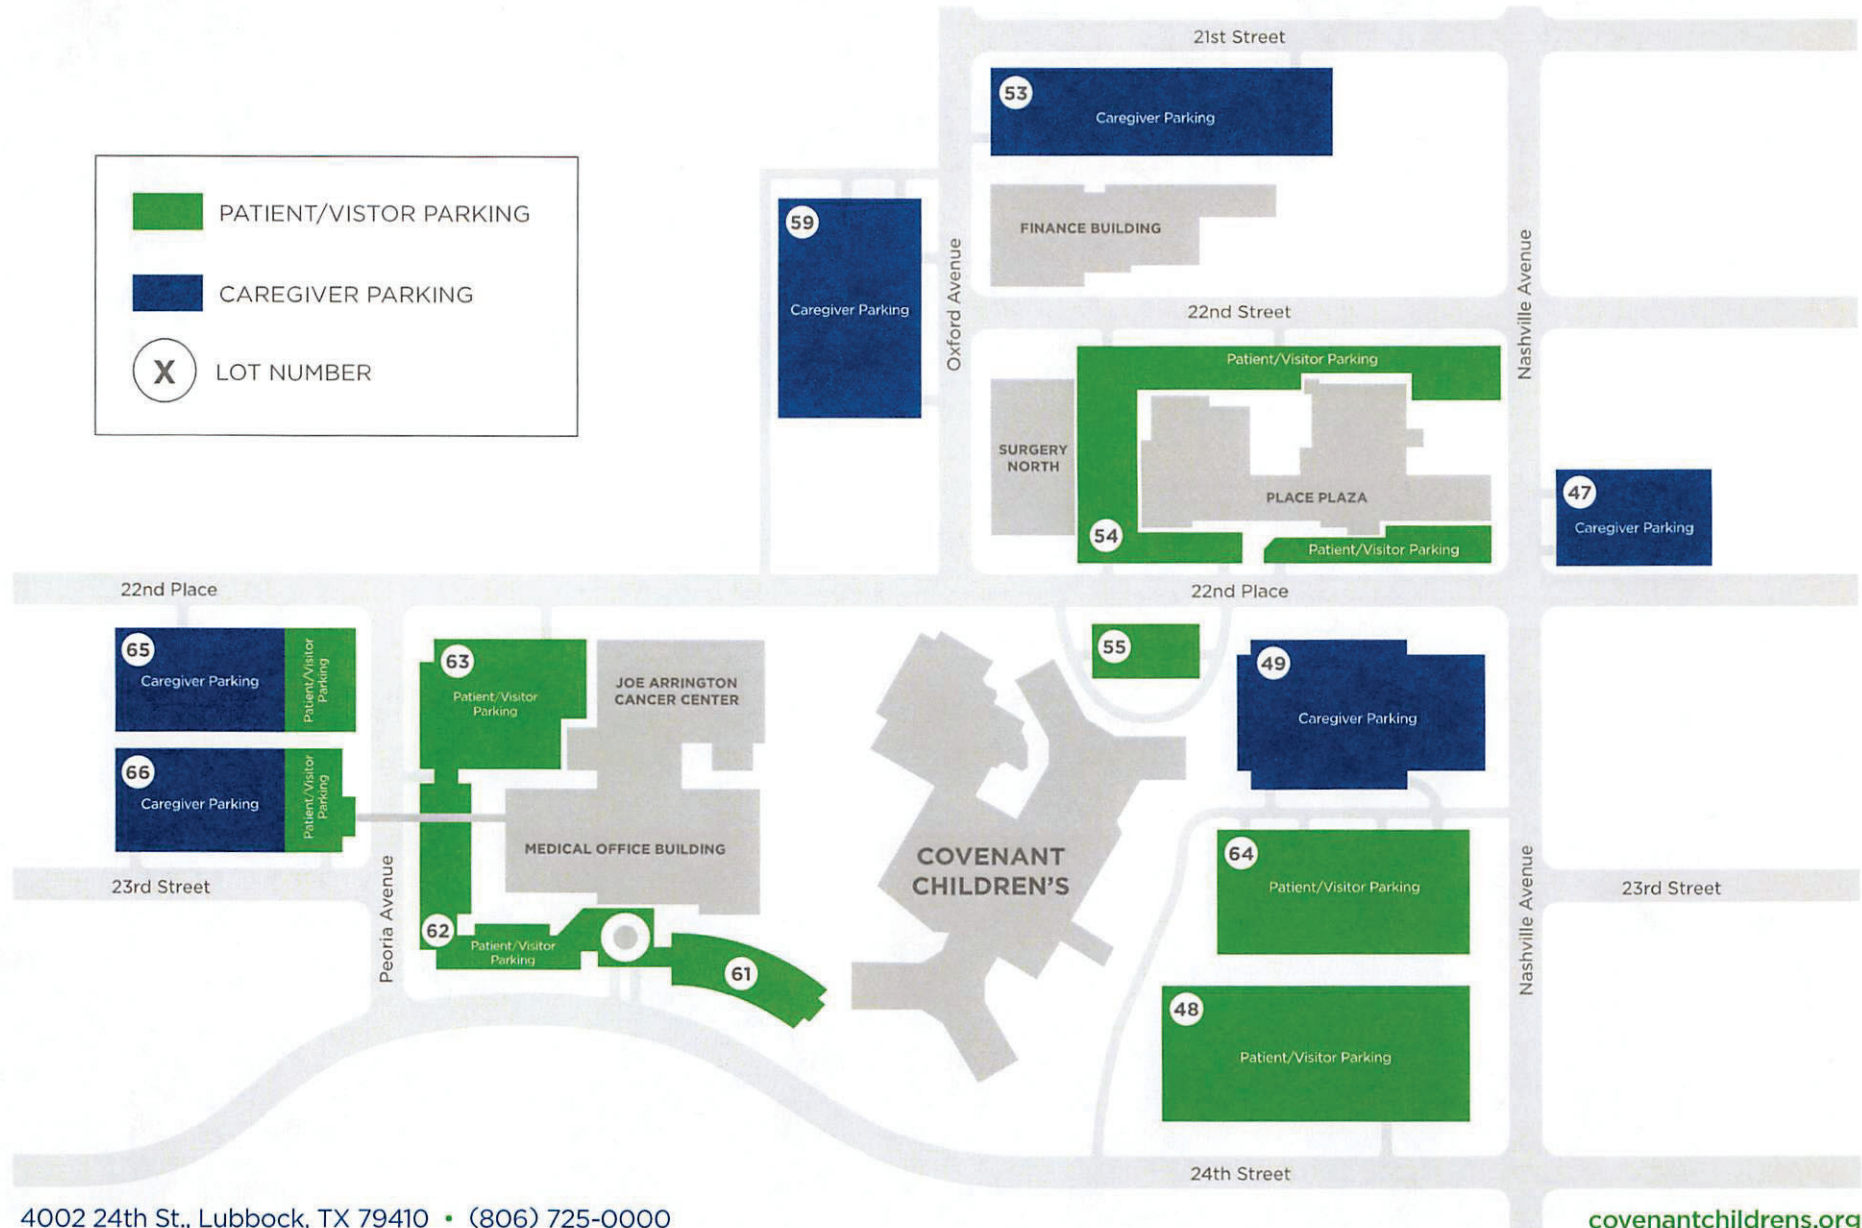 21st Street
53
Caregiver Parking
PATIENT/VISTOR PARKING
CAREGIVER PARKING
X
LOT NUMBER
59
Caregiver Parking
Oxford Avenue
FINANCE BUILDING
Nashville Avenue
22nd Street
Patient/Visitor Parking
SURGERY
NORTH
PLACE PLAZA
54
Patient/Visitor Parking
47
Caregiver Parking
22nd Place
22nd Place
65
Caregiver Parking
Patient/Visitor
Parking
63
Patient/Visitor
Parking
JOE ARRINGTON
CANCER CENTER
55
49
Caregiver Parking
66
Caregiver Parking
Patient/Visitor
Parking
MEDICAL OFFICE BUILDING
COVENANT
CHILDREN'S
64
Patient/Visitor Parking
23rd Street
Peoria Avenue
62
Patient/Visitor
Parking
61
Nashville Avenue
23rd Street
48
Patient/Visitor Parking
24th Street
4002 24th St., Lubbock, TX 79410 • (806) 725-0000
covenantchildrens.org